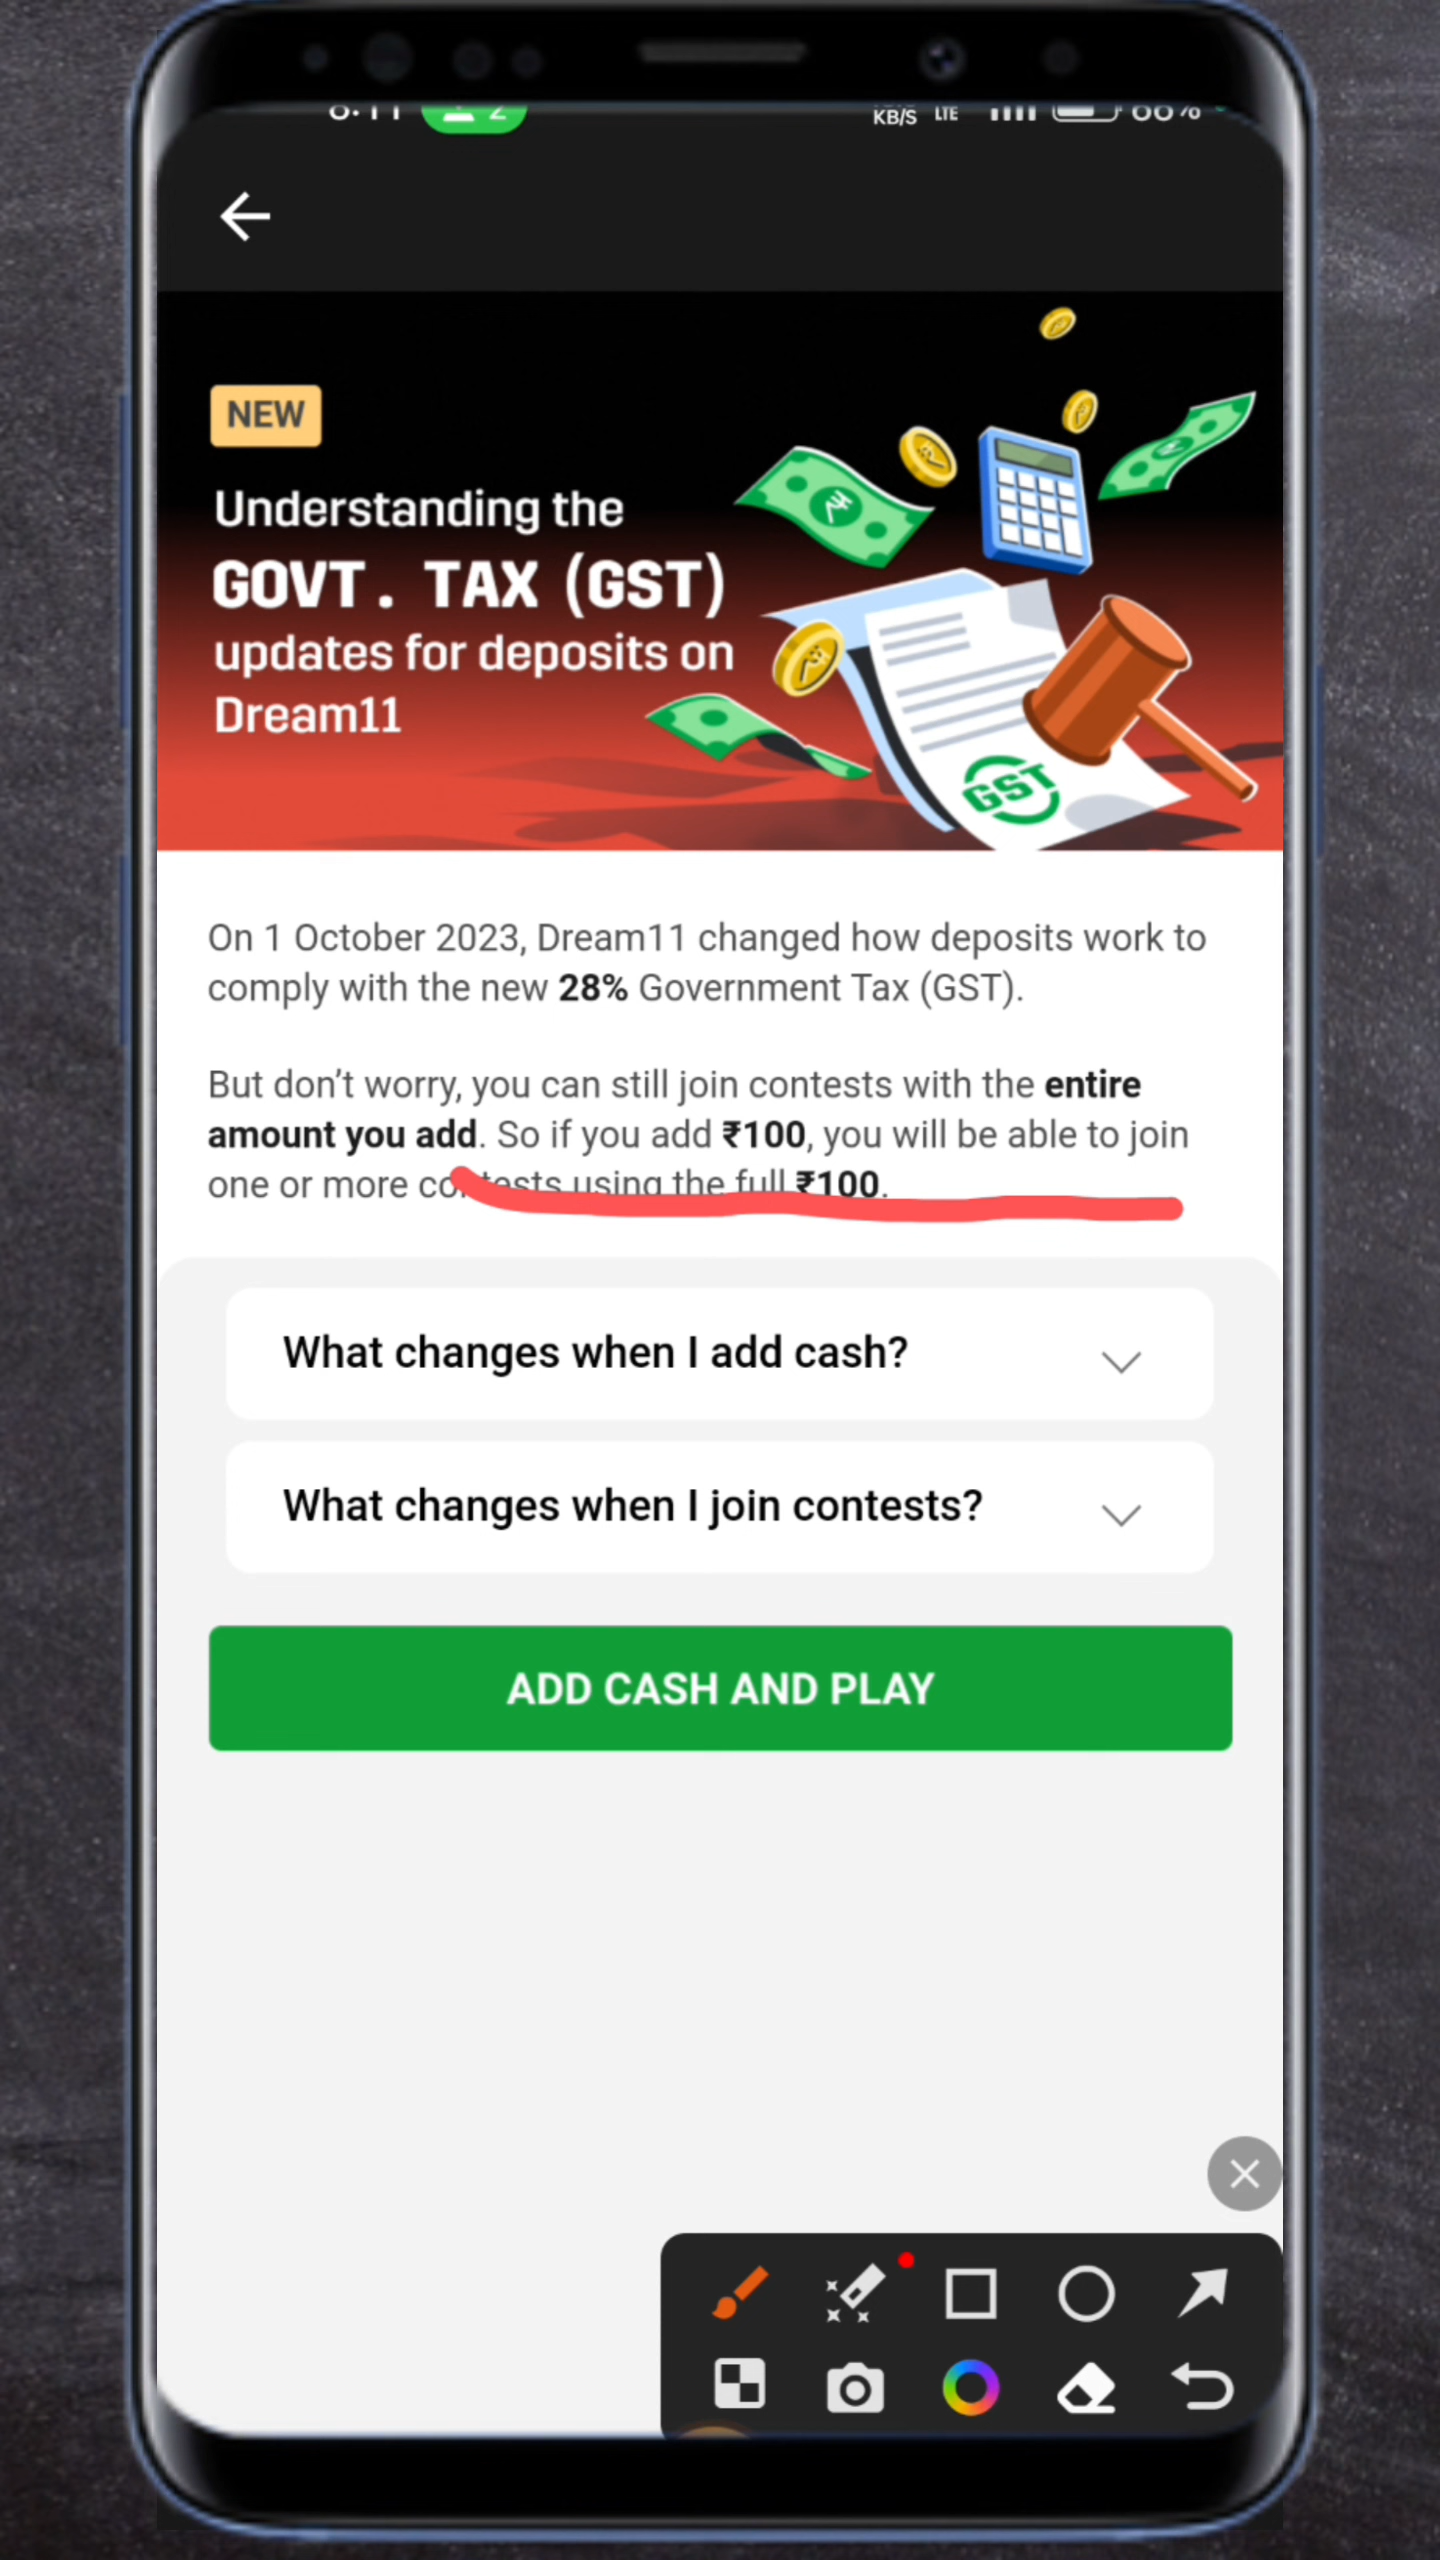 KB/S LTE
NEW
Understanding the
GOVT. TAX (GST)
updates for deposits on
Dream11
GST
On 1 October 2023, Dream11 changed how deposits work to
comply with the new 28% Government Tax (GST).
But don't worry, you can still join contests with the entire
amount you add. So if you add ₹100, you will be able to join
one or more contests using the full ₹100.
What changes when I add cash?
What changes when I join contests?
ADD CASH AND PLAY